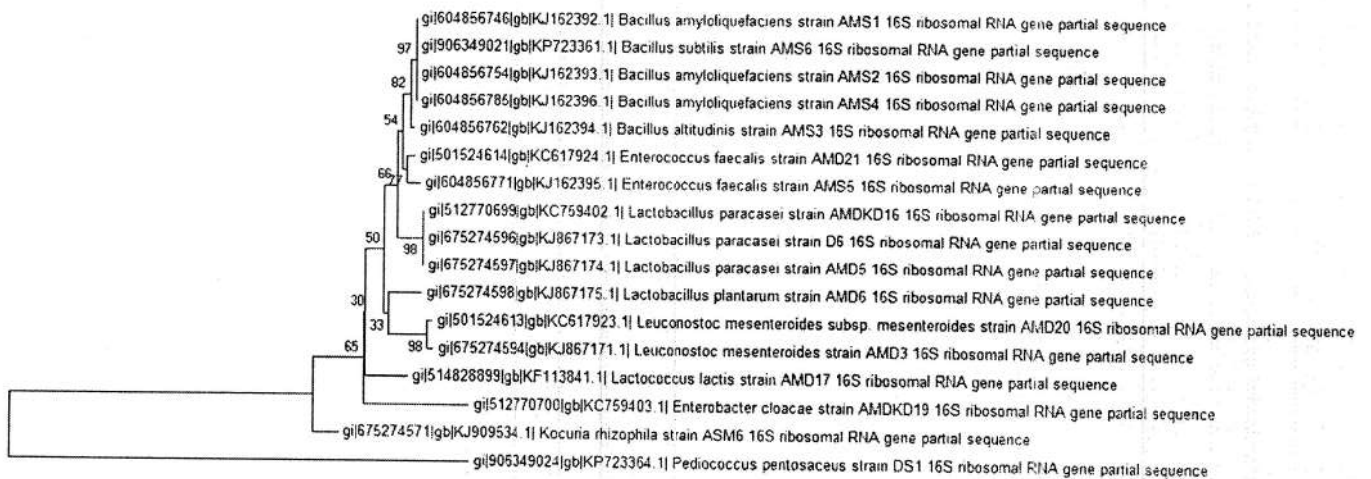 gi|604856746|gb|KJ162392.1| Bacillus amyloliquefaciens strain AMS1 16S ribosomal RNA gene partial sequence
97 gi|906349021|gb|KP723361.1| Bacillus subtilis strain AMS6 16S ribosomal RNA gene partial sequence
82 gi|604856754|gb|KJ162393.1| Bacillus amyloliquefaciens strain AMS2 16S ribosomal RNA gene partial sequence
gi|604856785|gb|KJ162396.1| Bacillus amyloliquefaciens strain AMS4 16S ribosomal RNA gene partial sequence
54 gi|604856762|gb|KJ162394.1| Bacillus altitudinis strain AMS3 16S ribosomal RNA gene partial sequence
gi|501524614|gb|KC617924.1| Enterococcus faecalis strain AMD21 16S ribosomal RNA gene partial sequence
66 77 gi|604856771|gb|KJ162395.1| Enterococcus faecalis strain AMS5 16S ribosomal RNA gene partial sequence
gi|512770699|gb|KC759402.1| Lactobacillus paracasei strain AMDKD16 16S ribosomal RNA gene partial sequence
50 98 gi|675274596|gb|KJ867173.1| Lactobacillus paracasei strain D6 16S ribosomal RNA gene partial sequence
gi|675274597|gb|KJ867174.1| Lactobacillus paracasei strain AMD5 16S ribosomal RNA gene partial sequence
30 gi|675274598|gb|KJ867175.1| Lactobacillus plantarum strain AMD6 16S ribosomal RNA gene partial sequence
33 gi|501524613|gb|KC617923.1| Leuconostoc mesenteroides subsp. mesenteroides strain AMD20 16S ribosomal RNA gene partial sequence
65 98 gi|675274594|gb|KJ867171.1| Leuconostoc mesenteroides strain AMD3 16S ribosomal RNA gene partial sequence
gi|514828899|gb|KF113841.1| Lactococcus lactis strain AMD17 16S ribosomal RNA gene partial sequence
gi|512770700|gb|KC759403.1| Enterobacter cloacae strain AMDKD19 16S ribosomal RNA gene partial sequence
gi|675274571|gb|KJ909534.1| Kocuria rhizophila strain ASM6 16S ribosomal RNA gene partial sequence
gi|906349024|gb|KP723364.1| Pediococcus pentosaceus strain DS1 16S ribosomal RNA gene partial sequence